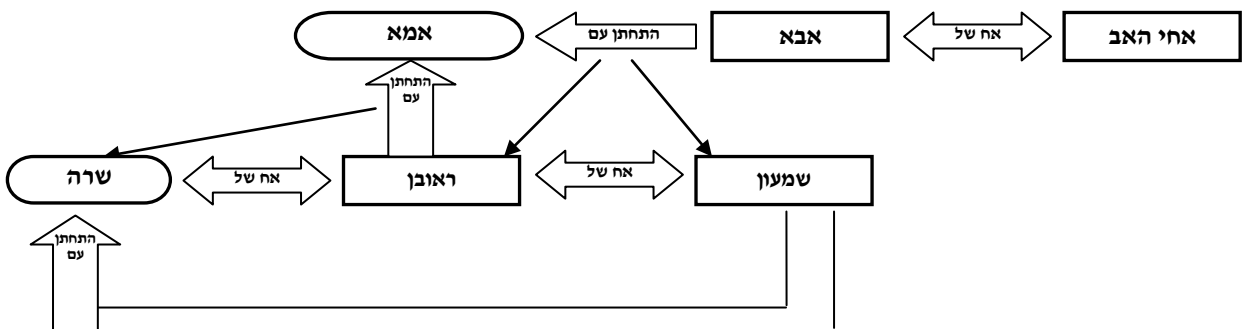 אחי האב
אח של
אבא
התחתן עם
אמא
התחתן
עם
שמעון
אח של
ראובן
אח של
שרה
התחתן
עם